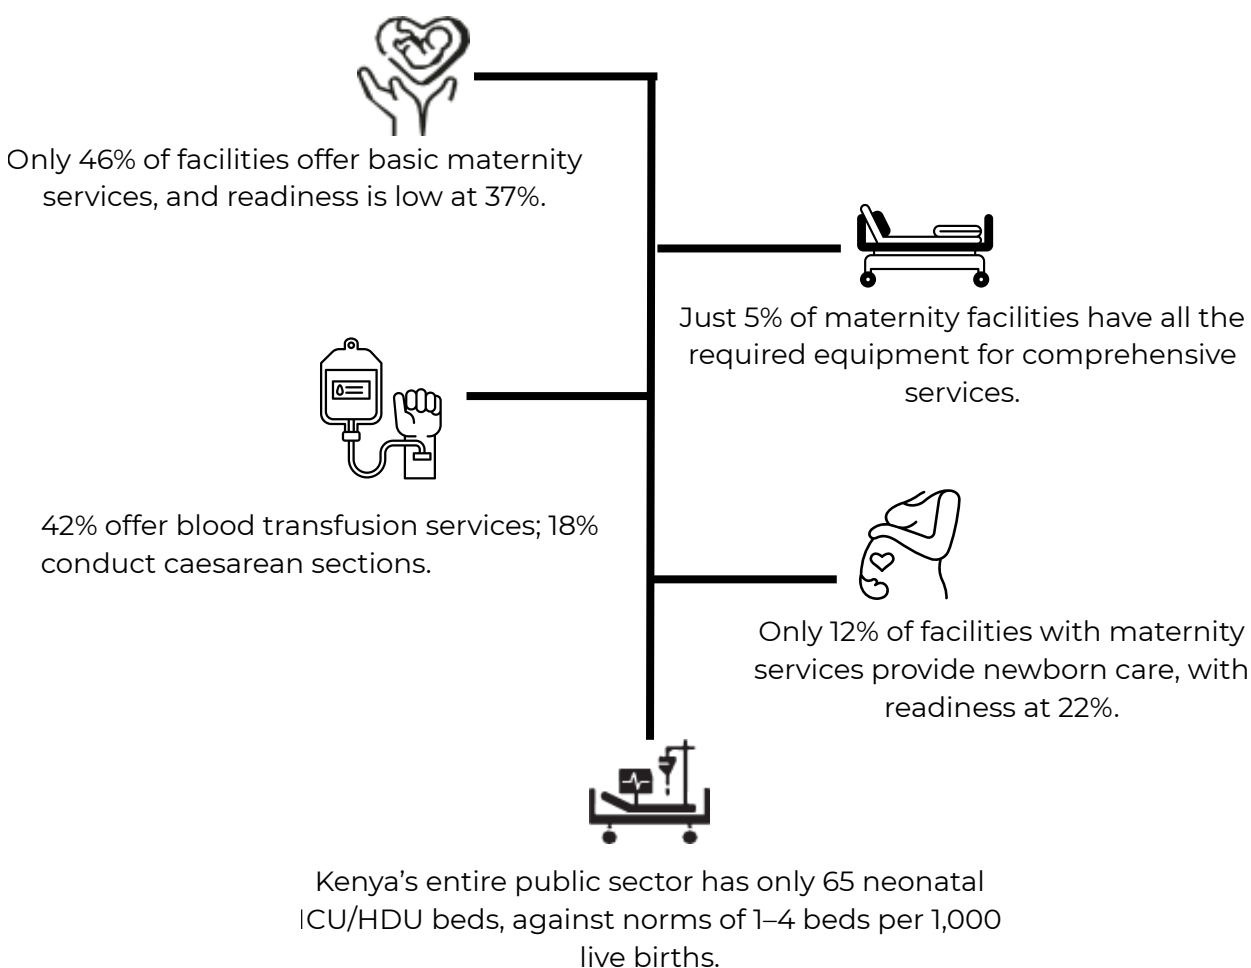 Only 46% of facilities offer basic maternity
services, and readiness is low at 37%.
Just 5% of maternity facilities have all the
required equipment for comprehensive
services.
42% offer blood transfusion services; 18%
conduct caesarean sections.
Only 12% of facilities with maternity
services provide newborn care, with
readiness at 22%.
Kenya’s entire public sector has only 65 neonatal
ICU/HDU beds, against norms of 1–4 beds per 1,000
live births.